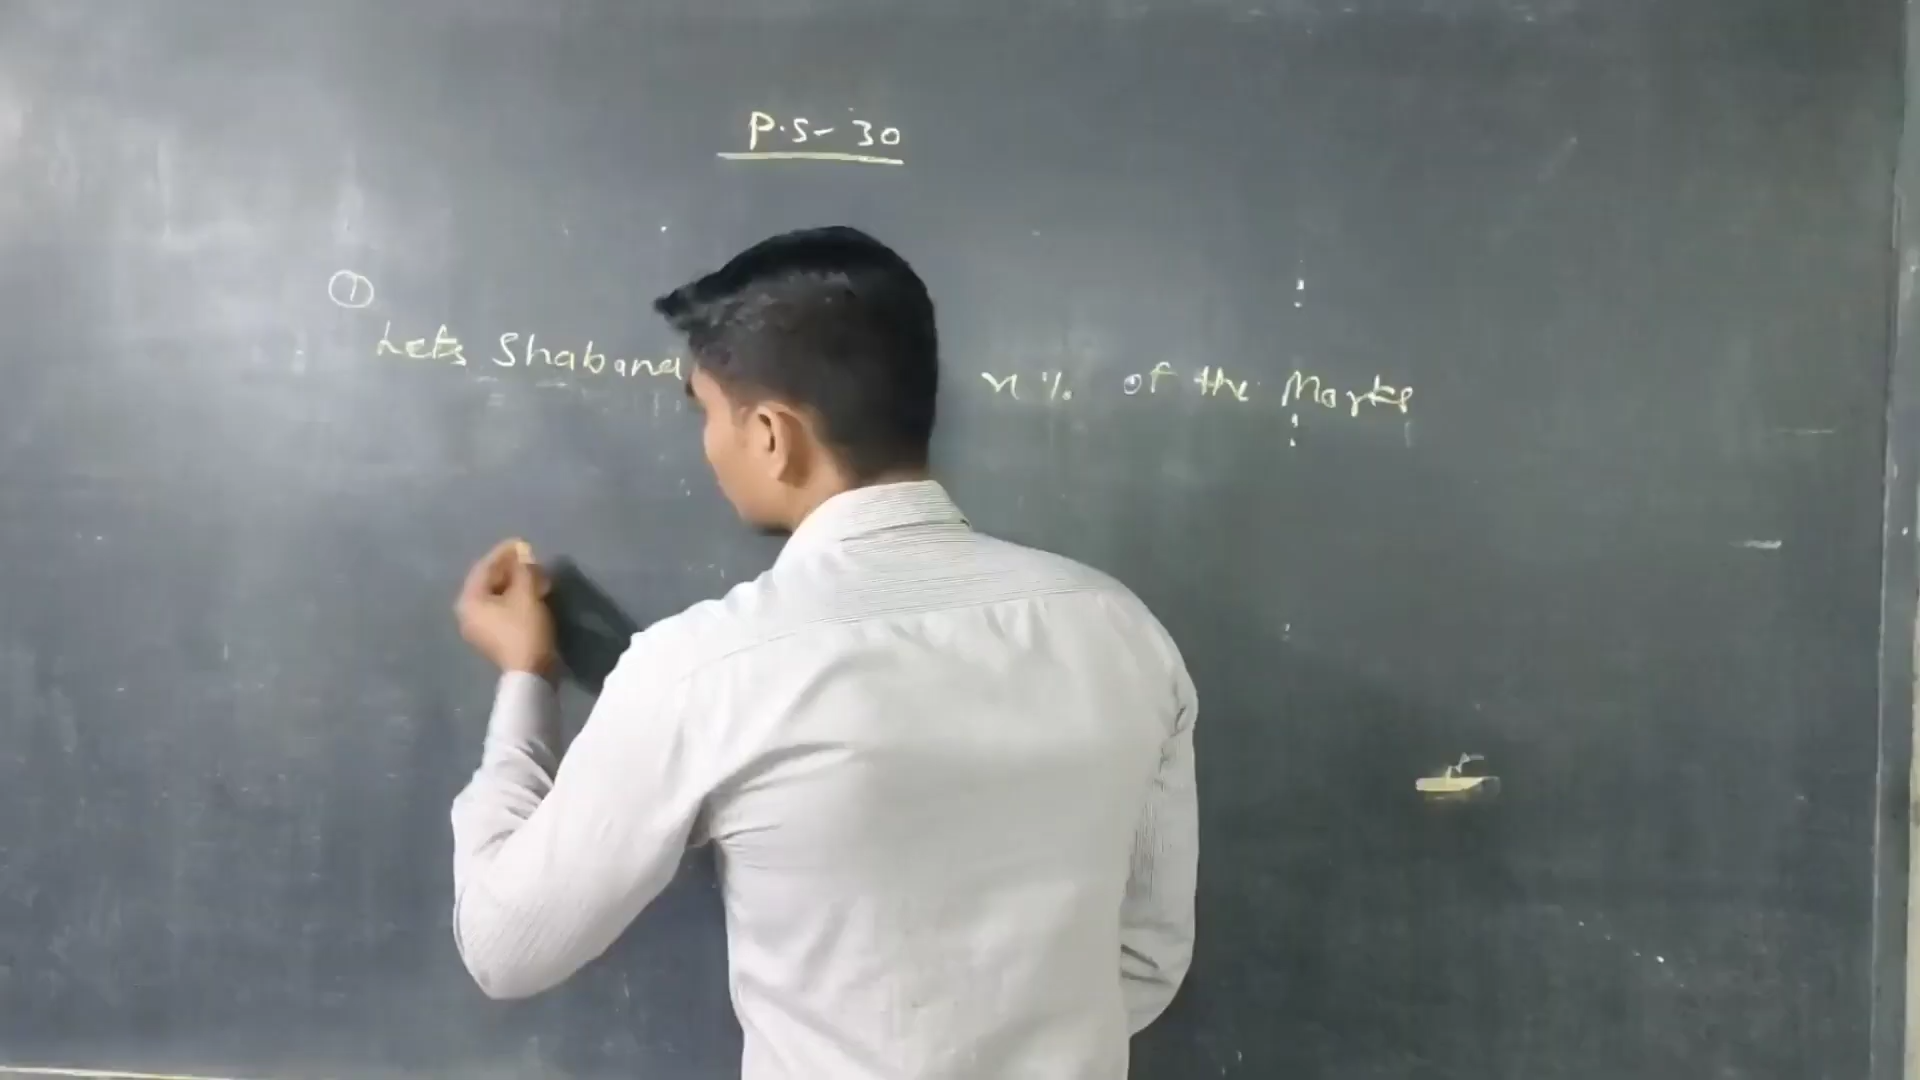 P.S- 30
①
Lets Shabana x% of the Marks